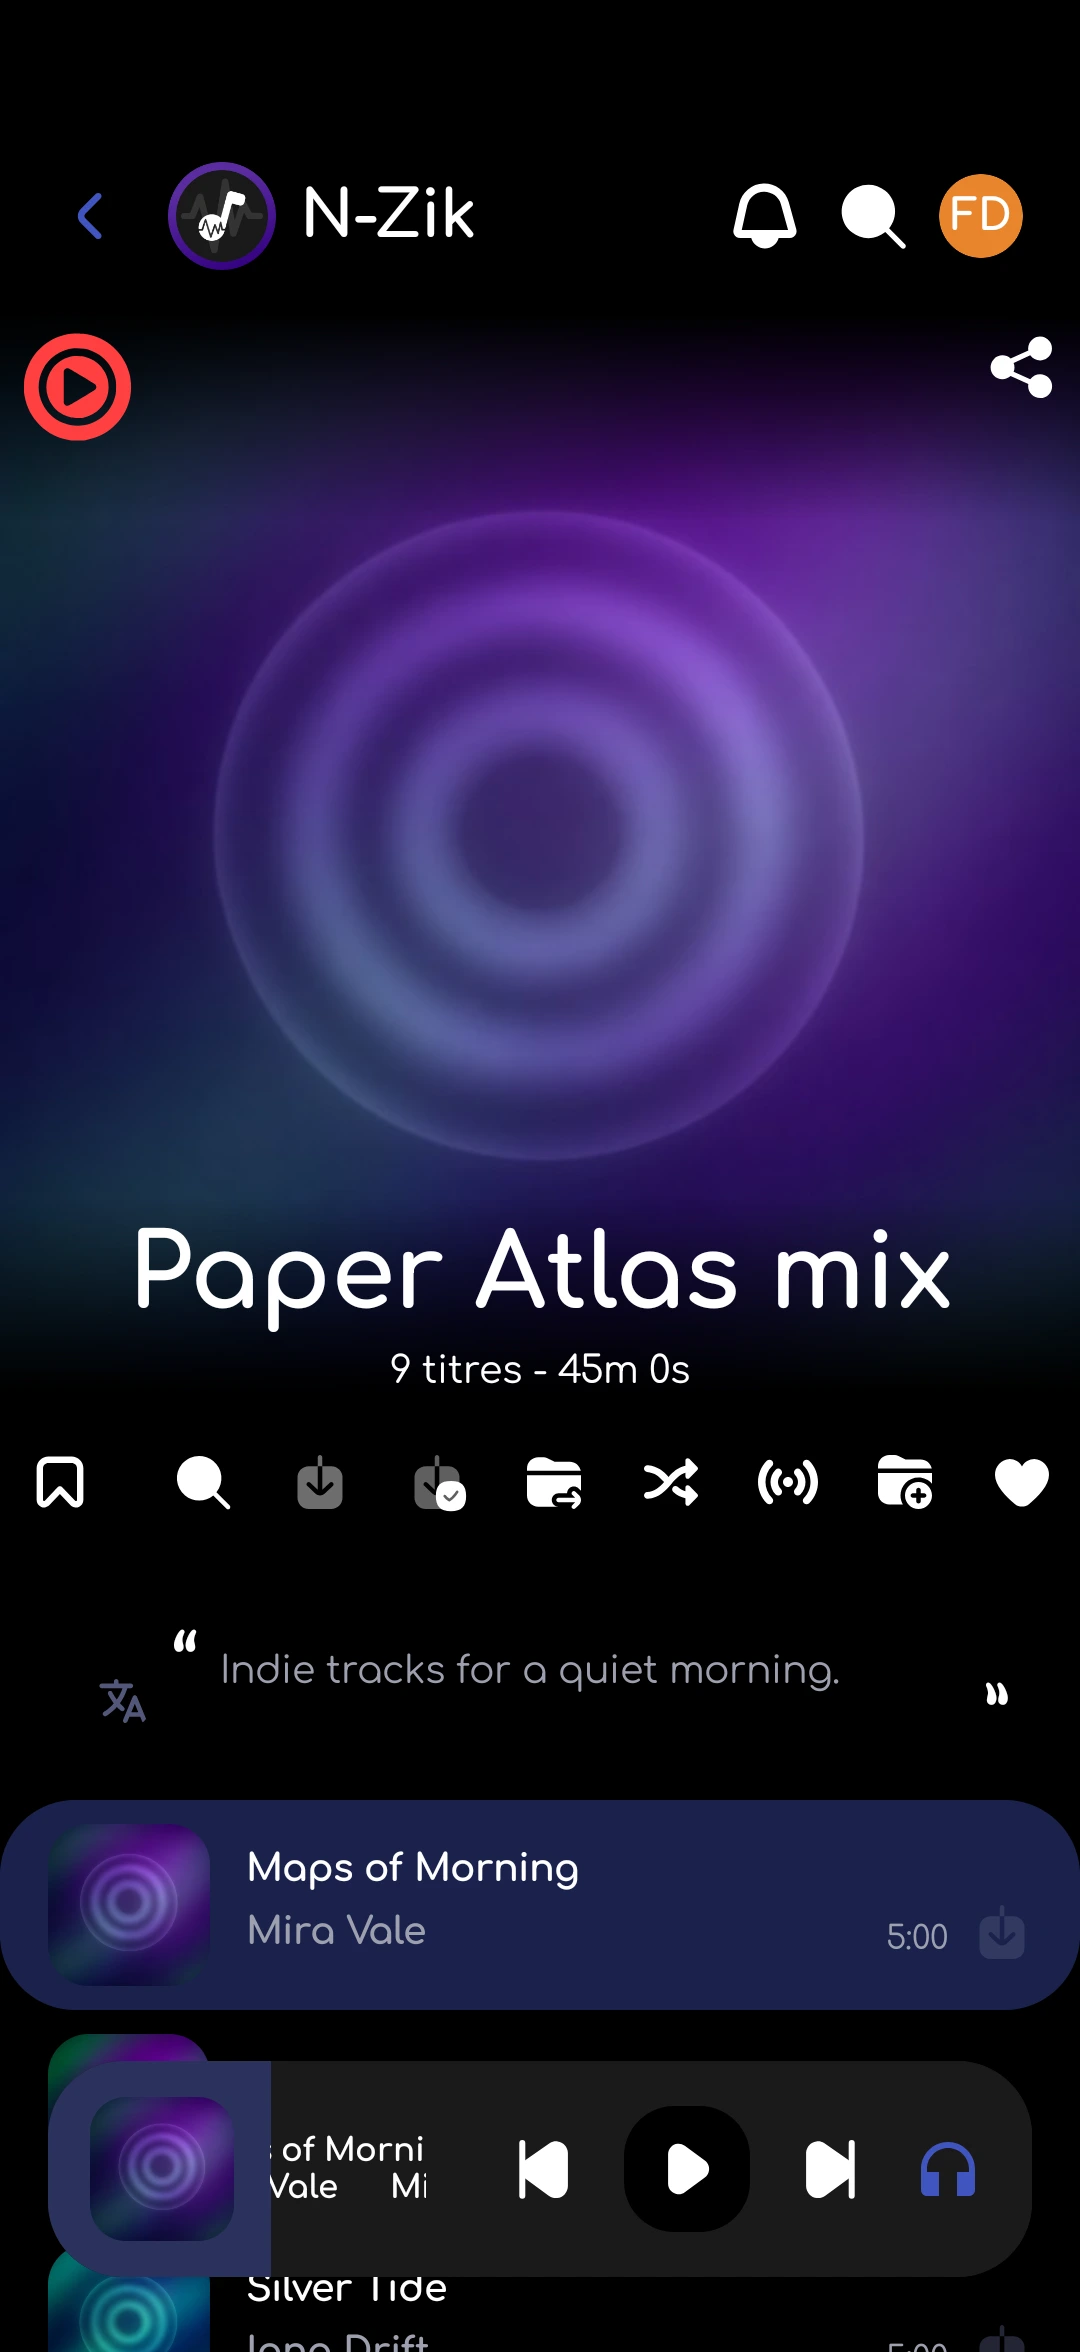 N-Zik
FD
Paper Atlas mix
9 titres - 45m 0s
“ Indie tracks for a quiet morning. ”
Maps of Morning
Mira Vale
5:00
of Morni
Vale Mi
Silver Tide